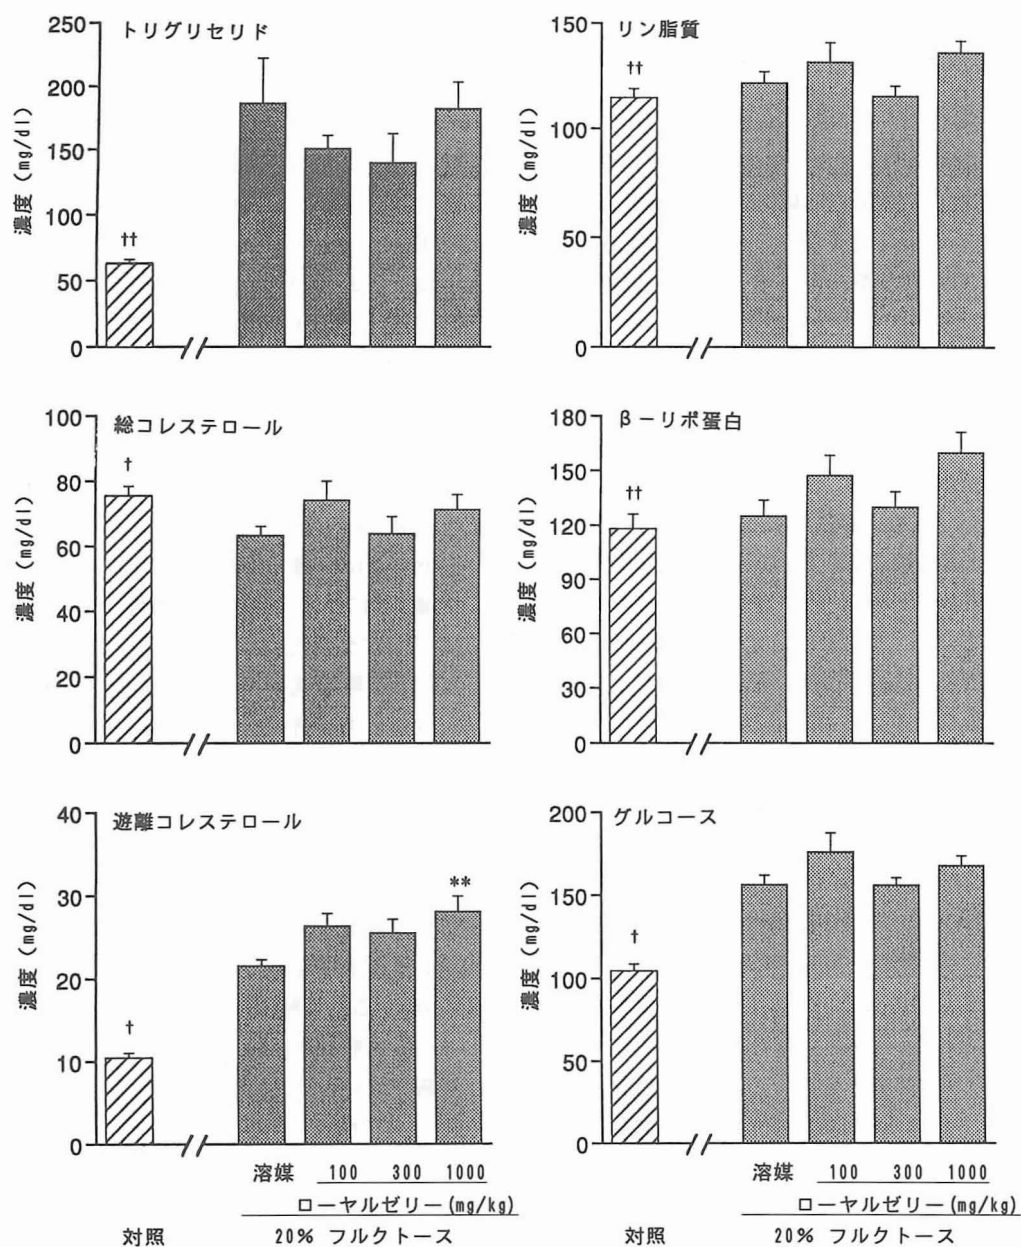 トリグリセリド
濃度 (mg/dl)
250
200
150
100
50
0
††
リン脂質
濃度 (mg/dl)
150
100
50
0
††
総コレステロール
濃度 (mg/dl)
100
80
60
40
20
0
†
β－リポ蛋白
濃度 (mg/dl)
180
150
120
90
60
30
0
††
遊離コレステロール
濃度 (mg/dl)
40
30
20
10
0
†
**
グルコース
濃度 (mg/dl)
200
150
100
50
0
†
溶媒 100 300 1000
ローヤルゼリー(mg/kg)
対照 20% フルクトース
溶媒 100 300 1000
ローヤルゼリー(mg/kg)
対照 20% フルクトース